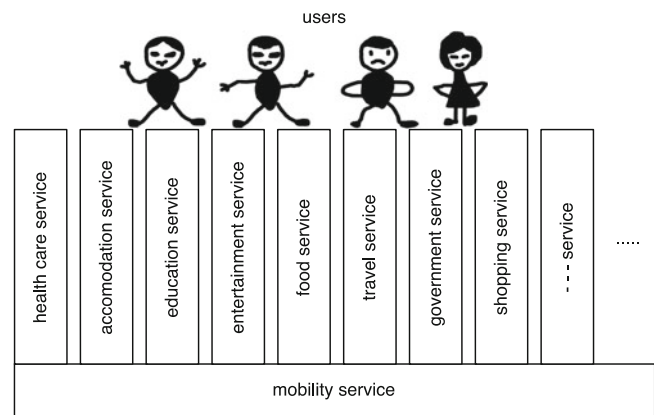 users
health care service
accomodation service
education service
entertainment service
food service
travel service
government service
shopping service
- - - service
.....
mobility service